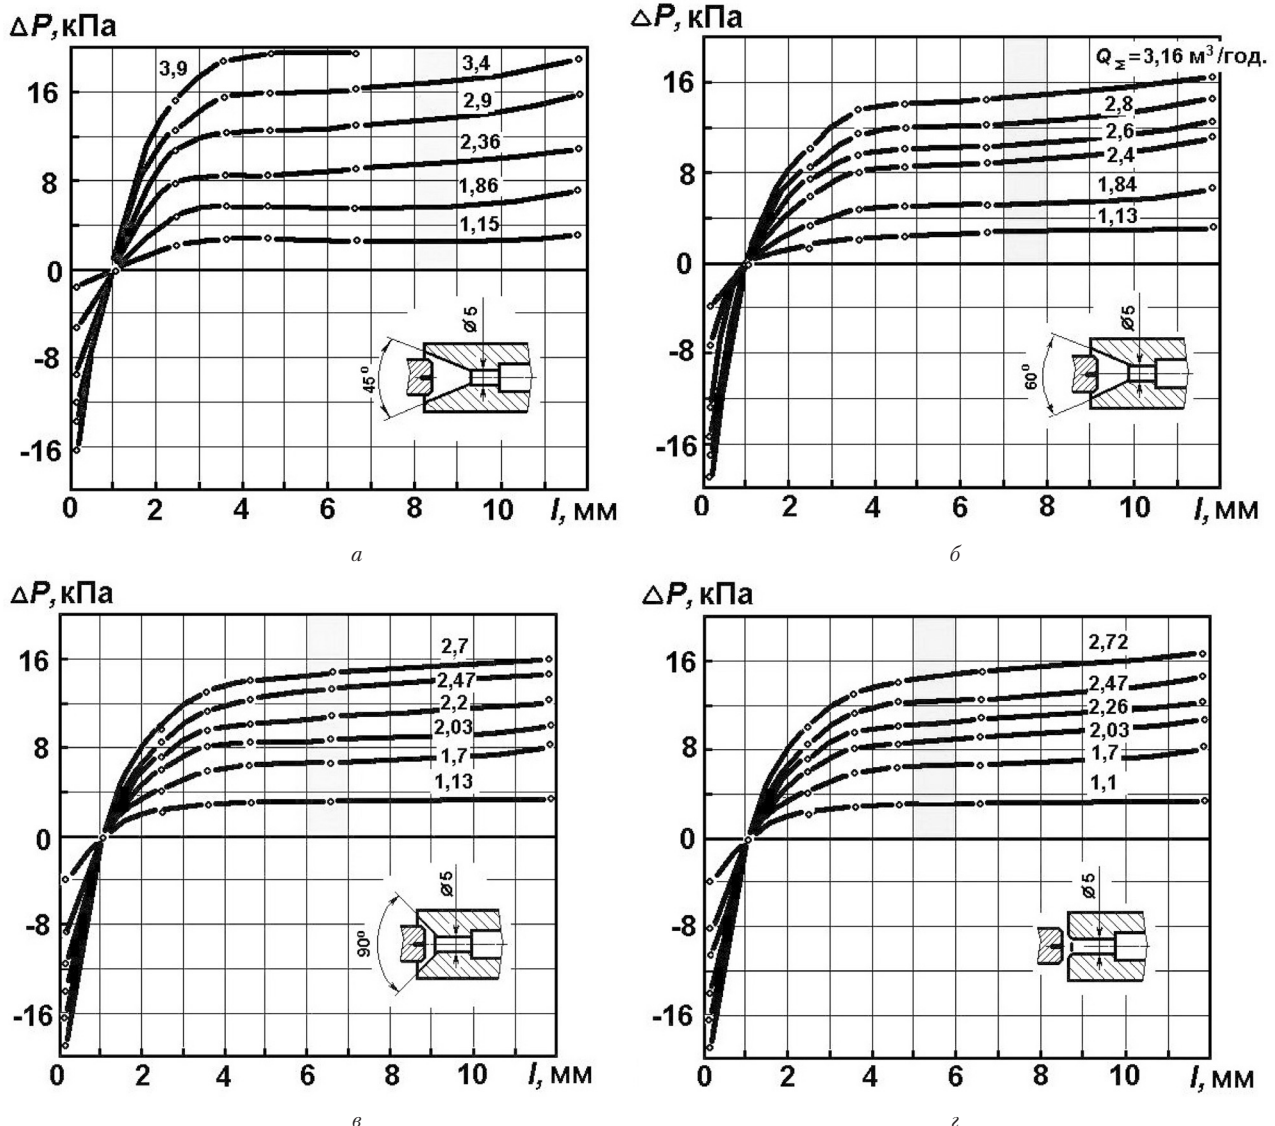 ΔP, кПа
3,9
3,4
2,9
2,36
1,86
1,15
16
8
0
-8
-16
45°
Ø5
0 2 4 6 8 10 l, мм
а
ΔP, кПа
Q_Σ=3,16 м³/год.
2,8
2,6
2,4
1,84
1,13
16
8
0
-8
-16
60°
Ø5
0 2 4 6 8 10 l, мм
б
ΔP, кПа
2,7
2,47
2,2
2,03
1,7
1,13
16
8
0
-8
-16
90°
Ø5
0 2 4 6 8 10 l, мм
в
ΔP, кПа
2,72
2,47
2,26
2,03
1,7
1,1
16
8
0
-8
-16
Ø5
0 2 4 6 8 10 l, мм
г